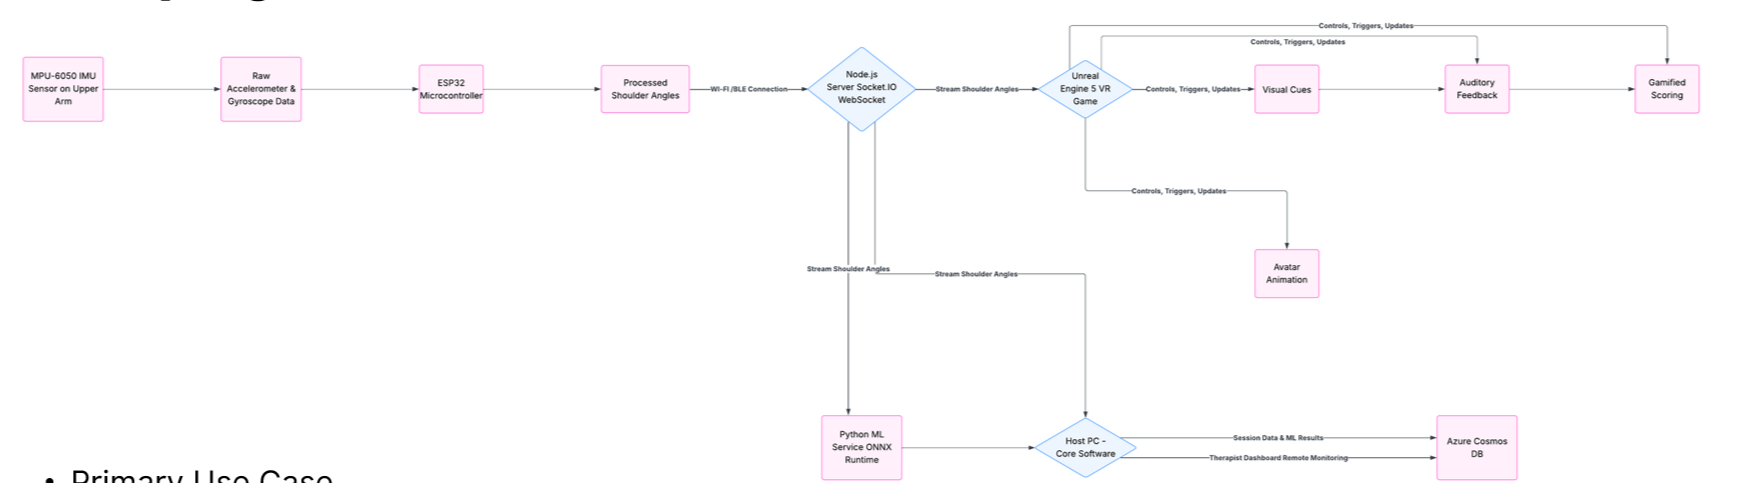 Controls, Triggers, Updates
Controls, Triggers, Updates
MPU-6050 IMU
Sensor on Upper
Arm
Raw
Accelerometer &
Gyroscope Data
ESP32
Microcontroller
Processed
Shoulder Angles
WI-FI /BLE Connection
Node.js
Server Socket.IO
WebSocket
Stream Shoulder Angles
Unreal
Engine 5 VR
Game
Controls, Triggers, Updates
Visual Cues
Auditory
Feedback
Gamified
Scoring
Controls, Triggers, Updates
Stream Shoulder Angles
Stream Shoulder Angles
Avatar
Animation
Python ML
Service ONNX
Runtime
Host PC -
Core Software
Session Data & ML Results
Therapist Dashboard Remote Monitoring
Azure Cosmos
DB
• Primary Use Case